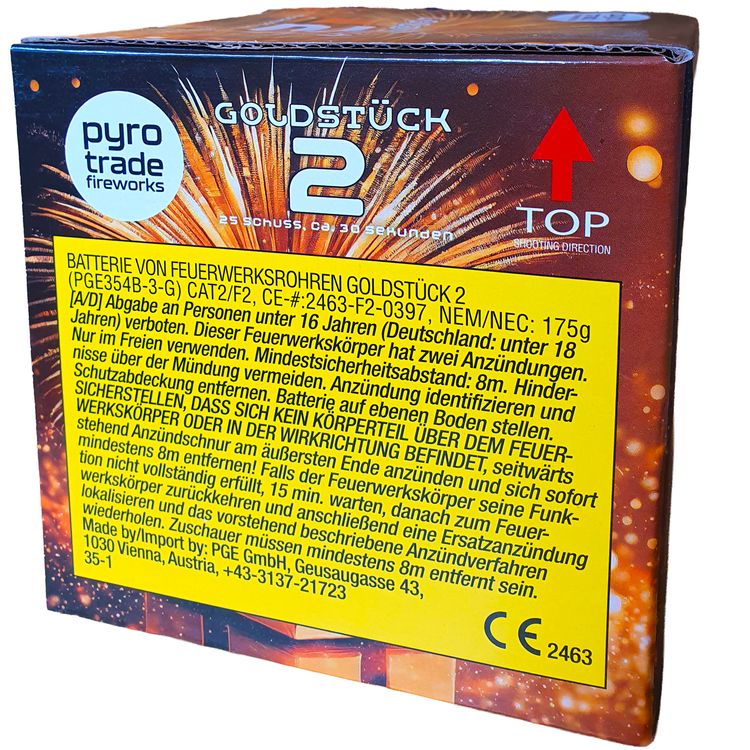 pyro
trade
fireworks
GOLDSTÜCK
2
25 SCHUSS, CA. 30 SEKUNDEN
TOP
SHOOTING DIRECTION
BATTERIE VON FEUERWERKSROHREN GOLDSTÜCK 2
(PGE354B-3-G) CAT2/F2, CE-#:2463-F2-0397, NEM/NEC: 175g
[A/D] Abgabe an Personen unter 16 Jahren (Deutschland: unter 18
Jahren) verboten. Dieser Feuerwerkskörper hat zwei Anzündungen.
Nur im Freien verwenden. Mindestsicherheitsabstand: 8m. Hinder-
nisse über der Mündung vermeiden. Anzündung identifizieren und
Schutzabdeckung entfernen. Batterie auf ebenen Boden stellen.
SICHERSTELLEN, DASS SICH KEIN KÖRPERTEIL ÜBER DEM FEUER-
WERKSKÖRPER ODER IN DER WIRKRICHTUNG BEFINDET, seitwärts
stehend Anzündschnur am äußersten Ende anzünden und sich sofort
mindestens 8m entfernen! Falls der Feuerwerkskörper seine Funk-
tion nicht vollständig erfüllt, 15 min. warten, danach zum Feuer-
werkskörper zurückkehren und anschließend eine Ersatzanzündung
lokalisieren und das vorstehend beschriebene Anzündverfahren
wiederholen. Zuschauer müssen mindestens 8m entfernt sein.
Made by/Import by: PGE GmbH, Geusaugasse 43,
1030 Vienna, Austria, +43-3137-21723
35-1
CE 2463